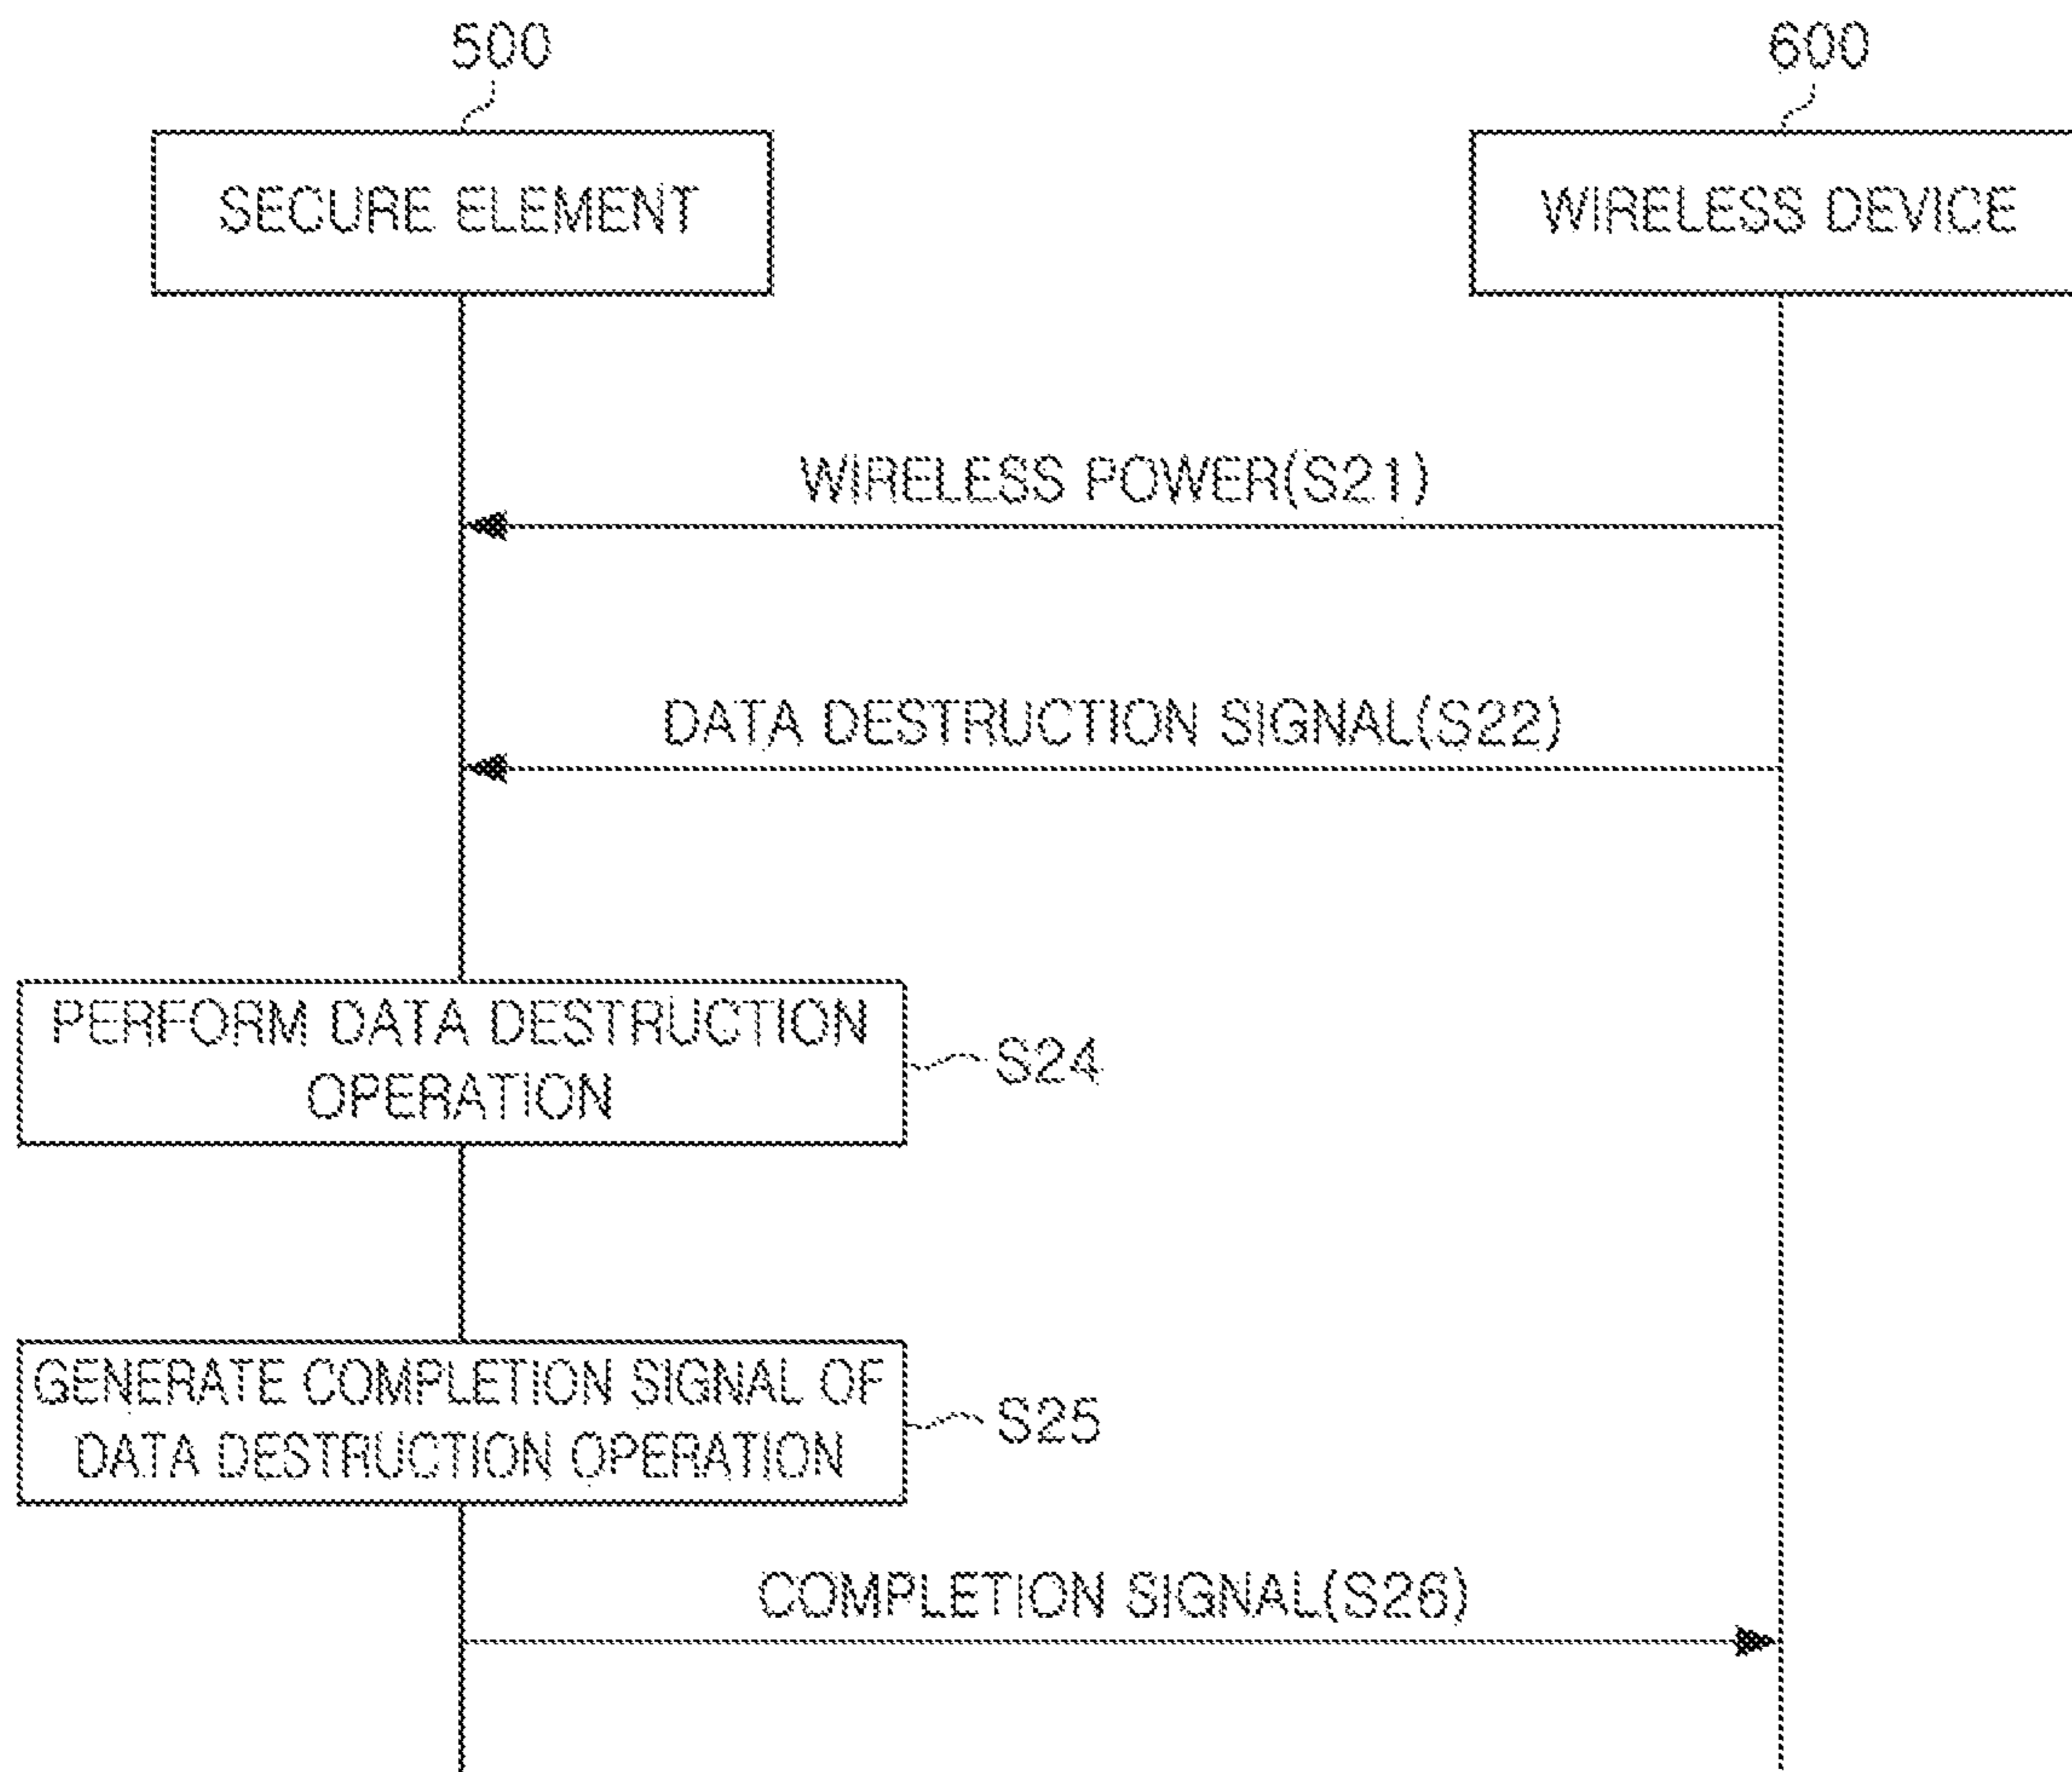 500
600
SECURE ELEMENT
WIRELESS DEVICE
WIRELESS POWER(S21)
DATA DESTRUCTION SIGNAL(S22)
PERFORM DATA DESTRUCTION
OPERATION
S24
GENERATE COMPLETION SIGNAL OF
DATA DESTRUCTION OPERATION
S25
COMPLETION SIGNAL(S26)